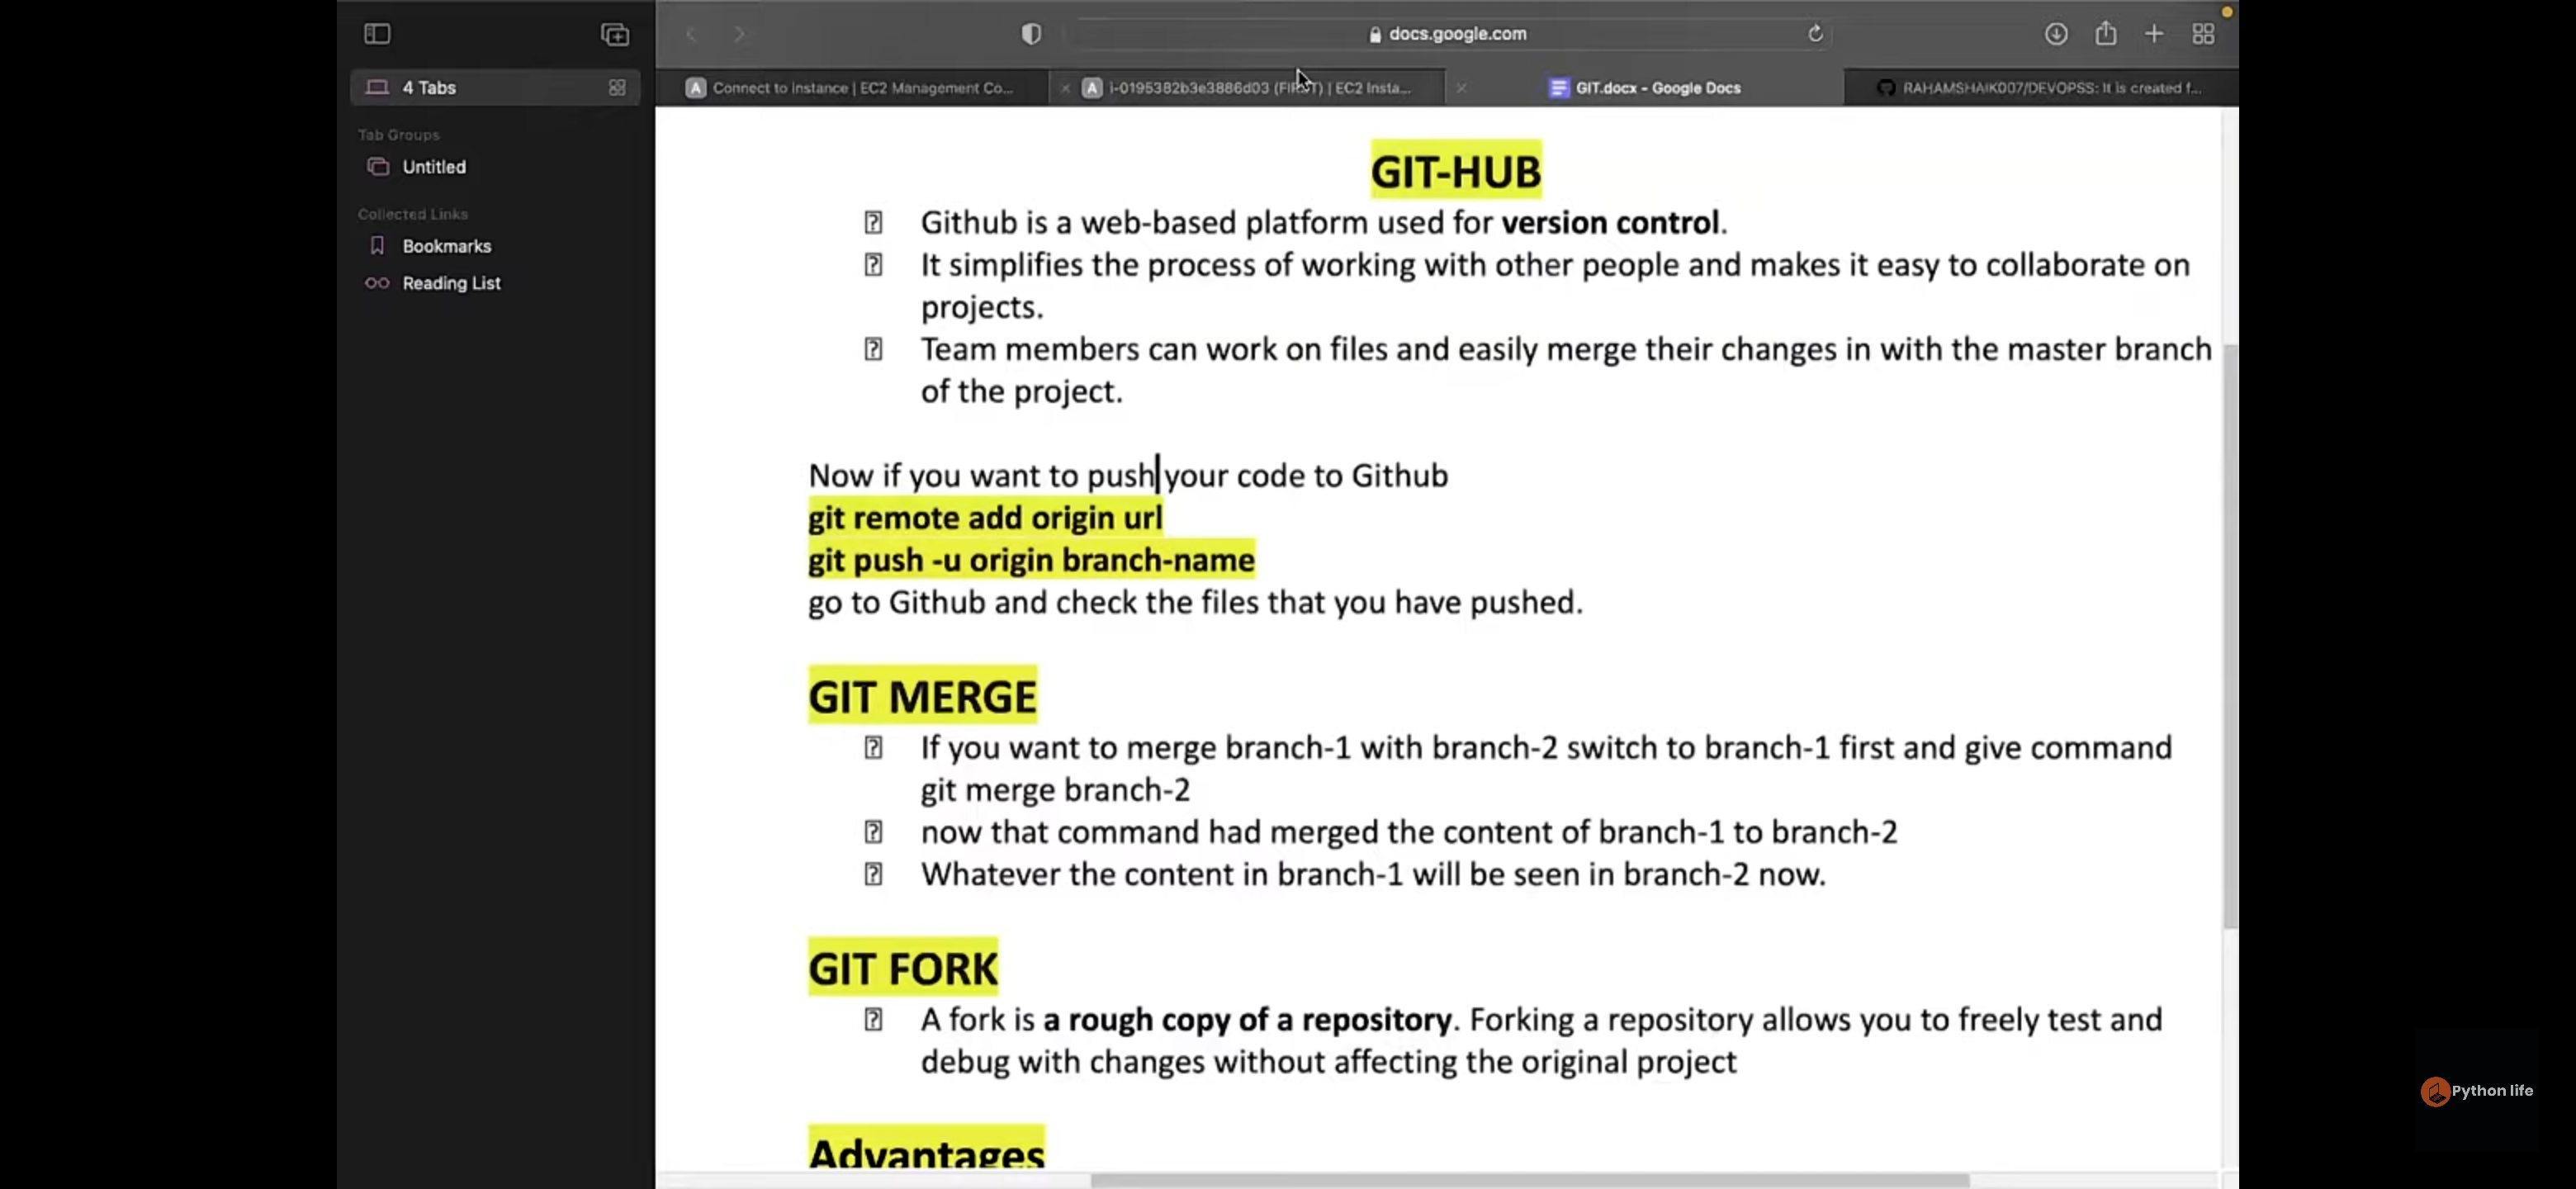 docs.google.com
4 Tabs
Connect to instance | EC2 Management Co...
i-0195382b3e3886d03 (FIRST) | EC2 Insta...
GIT.docx - Google Docs
RAHAMSHAIK007/DEVOPSS: It is created f...
Tab Groups
Untitled
Collected Links
Bookmarks
Reading List
GIT-HUB
Github is a web-based platform used for version control.
It simplifies the process of working with other people and makes it easy to collaborate on
projects.
Team members can work on files and easily merge their changes in with the master branch
of the project.
Now if you want to push your code to Github
git remote add origin url
git push -u origin branch-name
go to Github and check the files that you have pushed.
GIT MERGE
If you want to merge branch-1 with branch-2 switch to branch-1 first and give command
git merge branch-2
now that command had merged the content of branch-1 to branch-2
Whatever the content in branch-1 will be seen in branch-2 now.
GIT FORK
A fork is a rough copy of a repository. Forking a repository allows you to freely test and
debug with changes without affecting the original project
Advantages
Python life